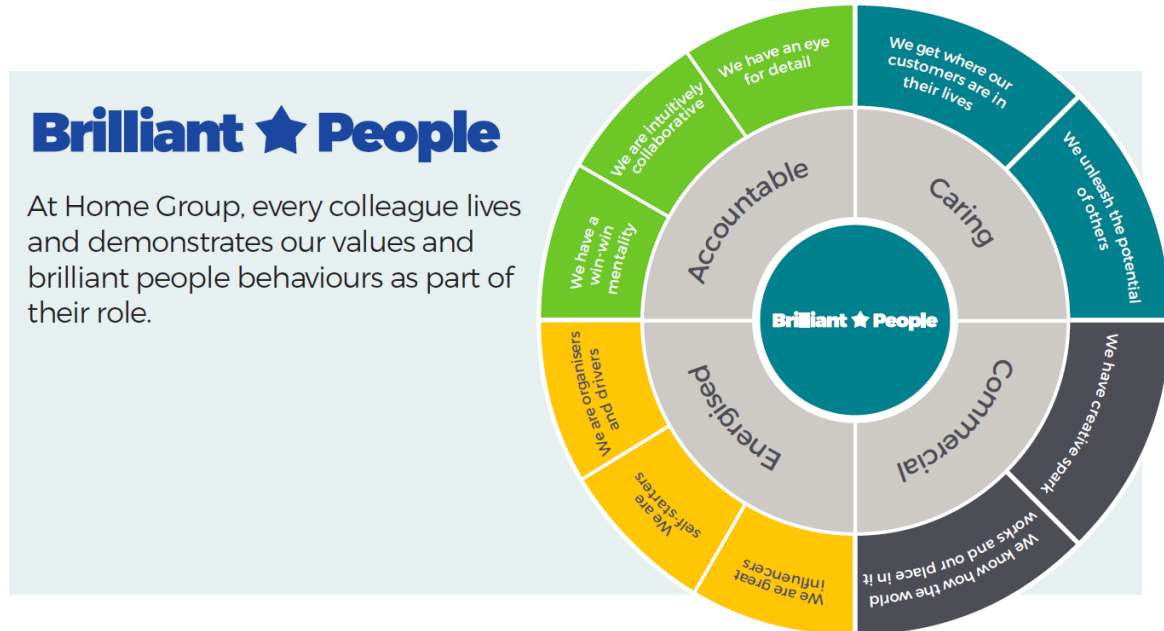 Brilliant People
At Home Group, every colleague lives
and demonstrates our values and
brilliant people behaviours as part of
their role.
We have an eye
for detail
We are intuitively
collaborative
We have a
win-win
mentality
Accountable
We get where our
customers are in
their lives
We unleash the potential
of others
Caring
Brilliant People
We have creative spark
We know how the world
works and our place in it
Commercial
We are organisers
and drivers
We are
self-starters
We are great
influencers
Energised